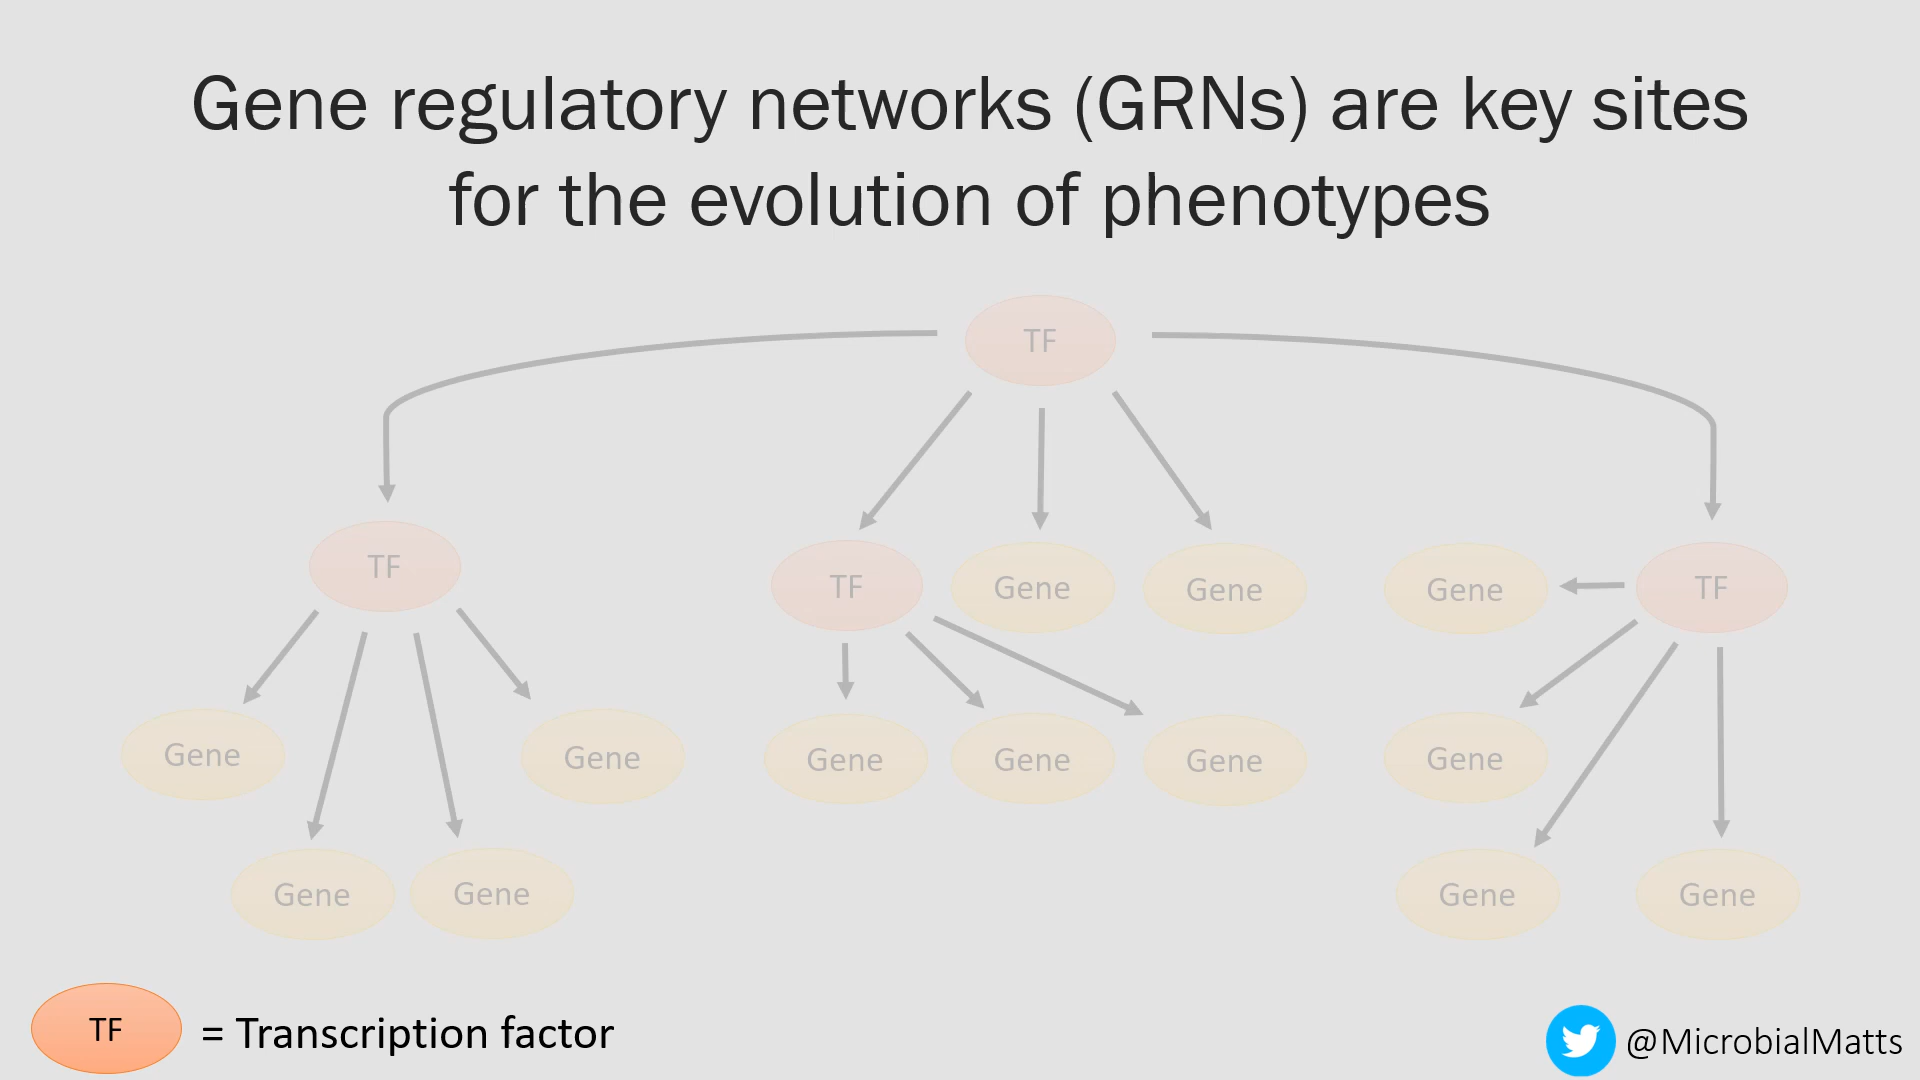 Gene regulatory networks (GRNs) are key sites
for the evolution of phenotypes
TF
TF
TF
Gene
Gene
Gene
TF
Gene
Gene
Gene
Gene
Gene
Gene
Gene
Gene
Gene
Gene
TF
= Transcription factor
@MicrobialMatts